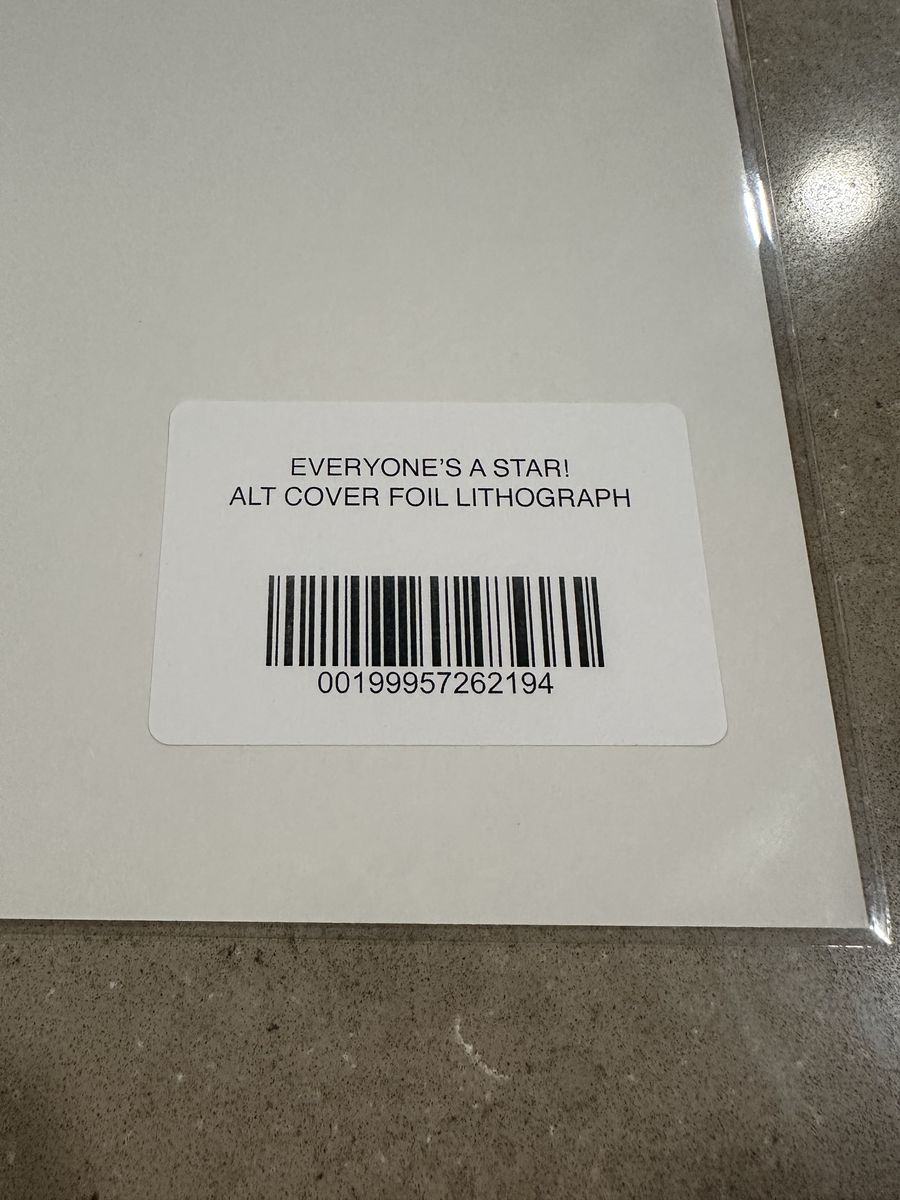 EVERYONE'S A STAR!
ALT COVER FOIL LITHOGRAPH
00199957262194